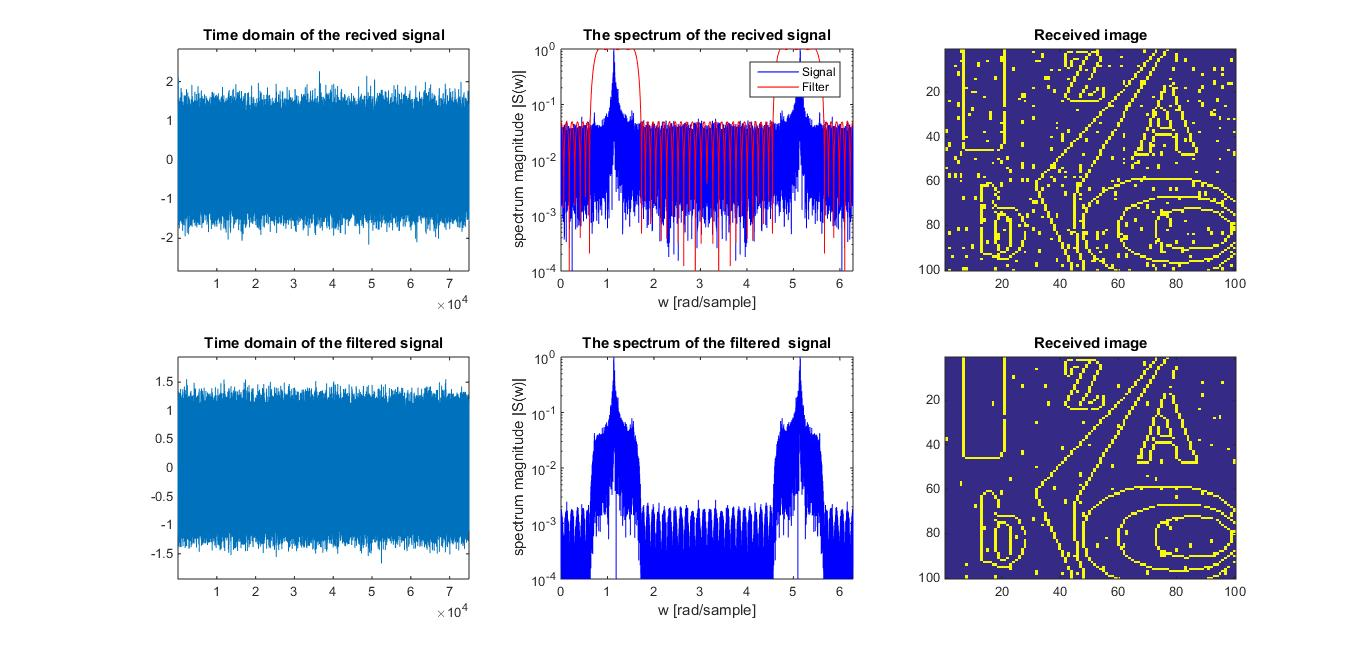 Time domain of the recived signal
2
1
0
-1
-2
1 2 3 4 5 6 7
×10^4
The spectrum of the recived signal
spectrum magnitude |S(w)|
10^0
10^-1
10^-2
10^-3
10^-4
Signal
Filter
0 1 2 3 4 5 6
w [rad/sample]
Received image
20
40
60
80
100
z
A
b
20 40 60 80 100
Time domain of the filtered signal
1.5
1
0.5
0
-0.5
-1
-1.5
1 2 3 4 5 6 7
×10^4
The spectrum of the filtered  signal
spectrum magnitude |S(w)|
10^0
10^-1
10^-2
10^-3
10^-4
0 1 2 3 4 5 6
w [rad/sample]
Received image
20
40
60
80
100
z
A
b
20 40 60 80 100